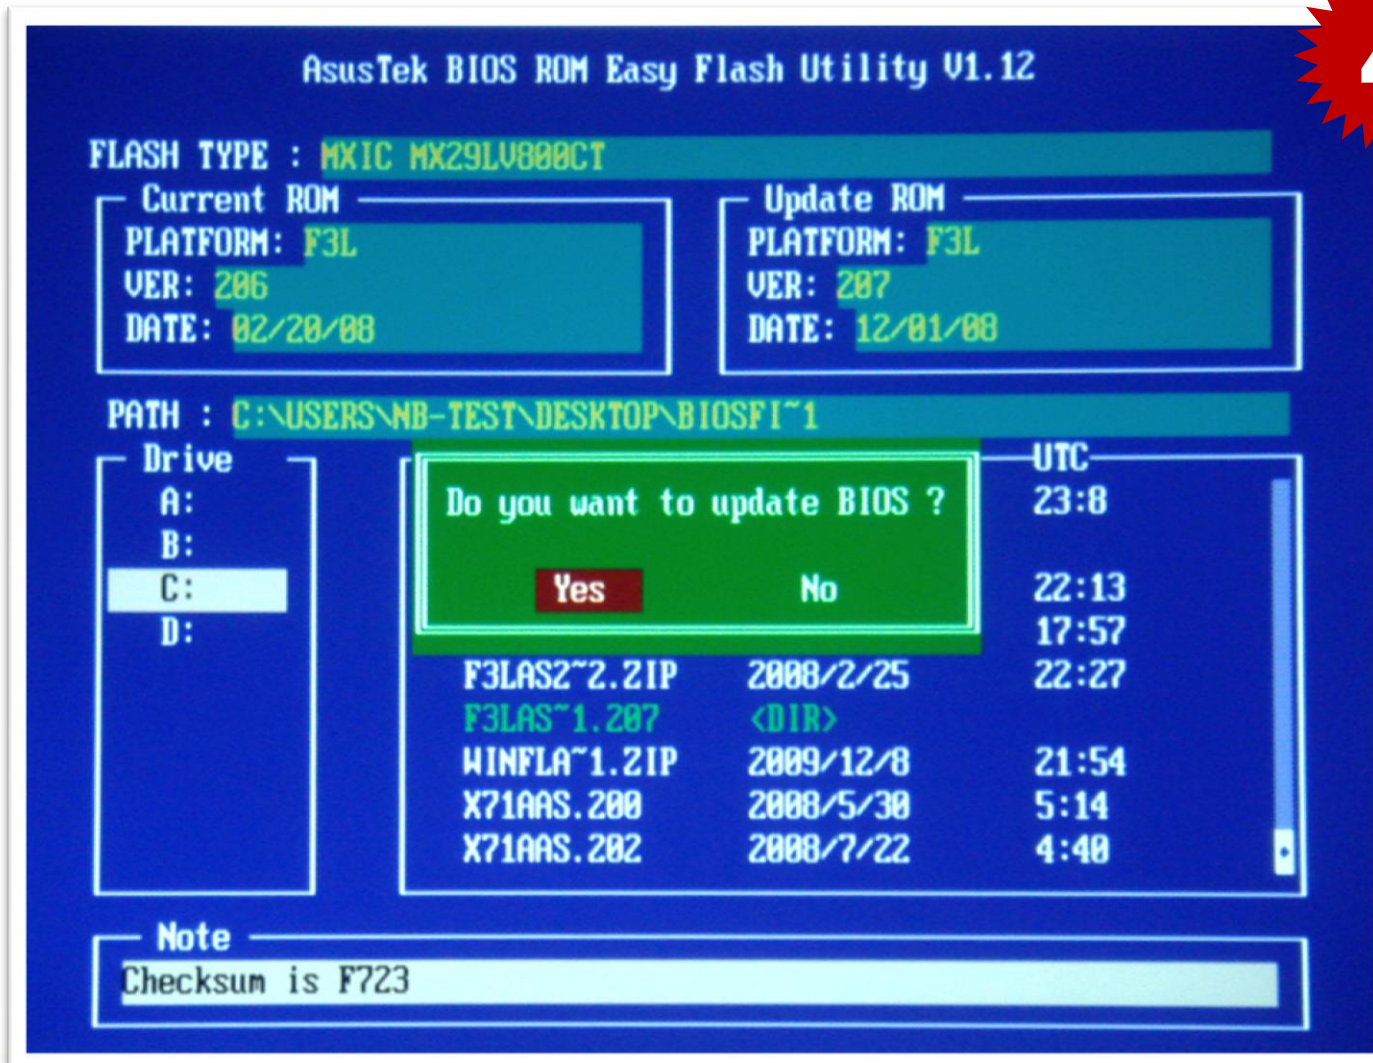 4
AsusTek BIOS ROM Easy Flash Utility V1.12
FLASH TYPE : MXIC MX29LV800CT
Current ROM
PLATFORM: F3L
VER: 206
DATE: 02/20/08
Update ROM
PLATFORM: F3L
VER: 207
DATE: 12/01/08
PATH : C:\USERS\NB-TEST\DESKTOP\BIOSFI~1
Drive
A:
B:
C:
D:
UTC
23:8
Do you want to update BIOS ?
Yes No
22:13
17:57
F3LAS2~2.ZIP 2008/2/25 22:27
F3LAS~1.207 <DIR>
WINFLA~1.ZIP 2009/12/8 21:54
X71AAS.200 2008/5/30 5:14
X71AAS.202 2008/7/22 4:40
Note
Checksum is F723